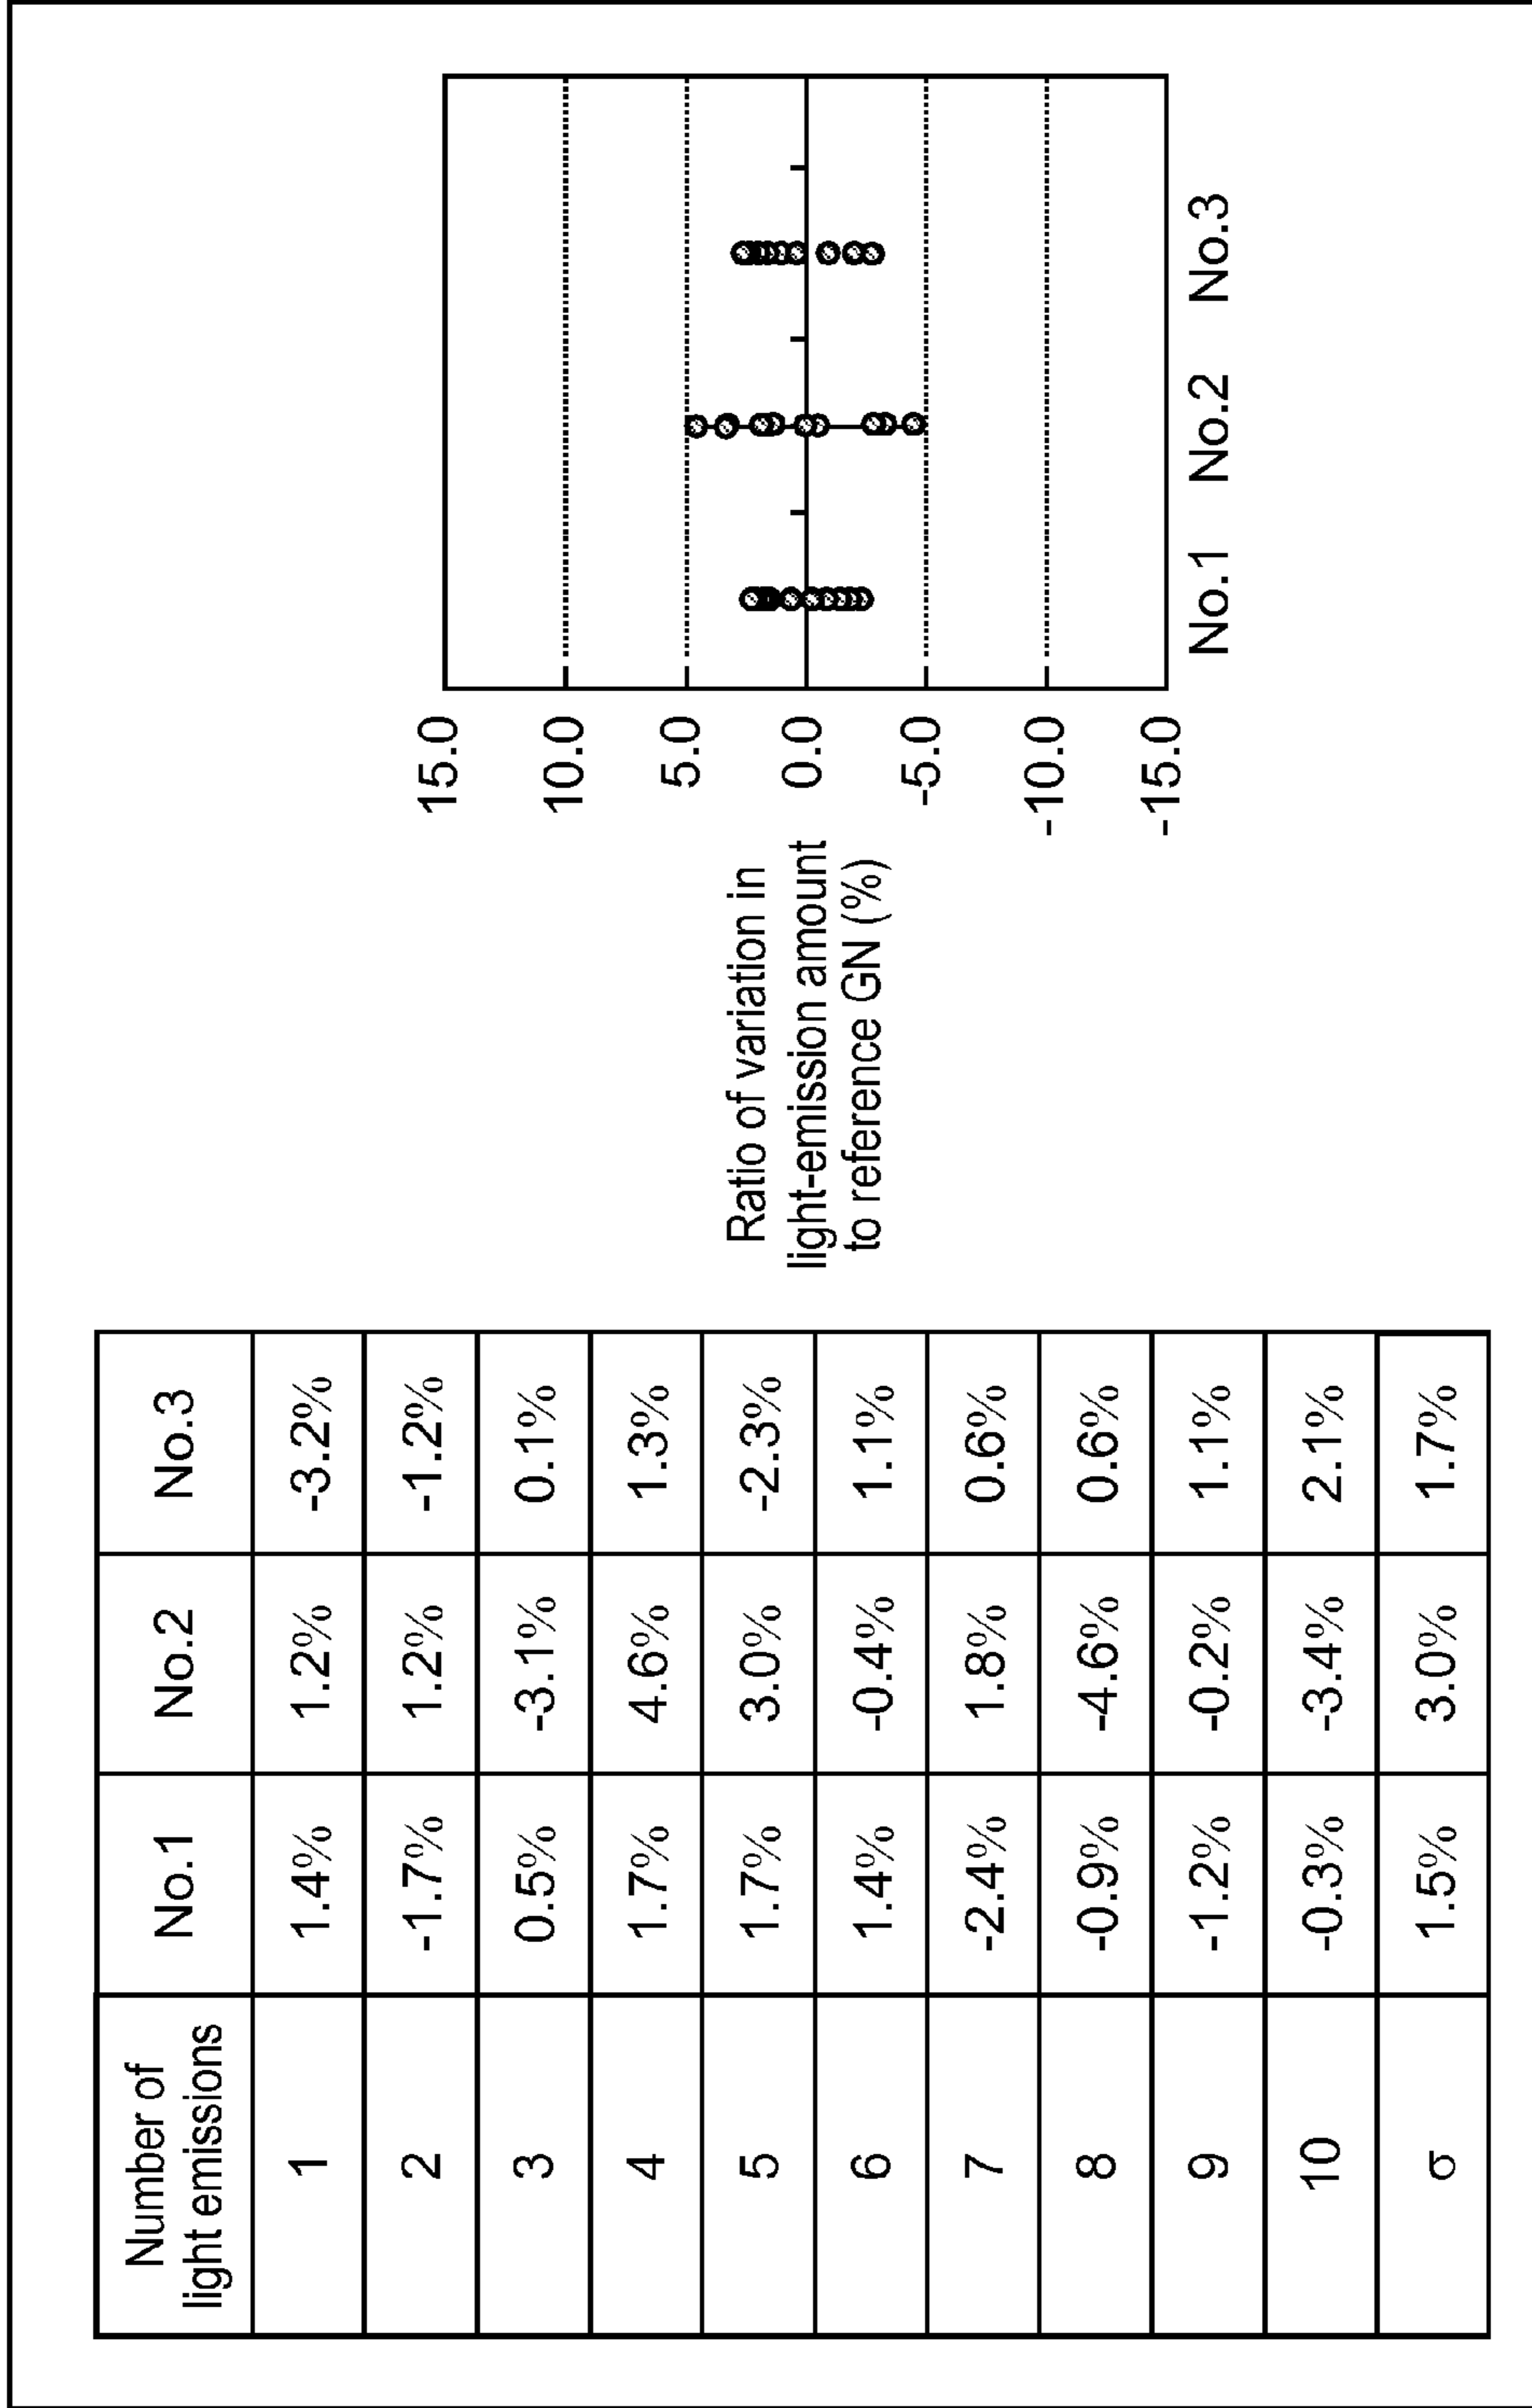 Number of
light emissions No.1 No.2 No.3
1 1.4% 1.2% -3.2%
2 -1.7% 1.2% -1.2%
3 0.5% -3.1% 0.1%
4 1.7% 4.6% 1.3%
5 1.7% 3.0% -2.3%
6 1.4% -0.4% 1.1%
7 -2.4% 1.8% 0.6%
8 -0.9% -4.6% 0.6%
9 -1.2% -0.2% 1.1%
10 -0.3% -3.4% 2.1%
σ 1.5% 3.0% 1.7%
Ratio of variation in
light-emission amount
to reference GN (%)
15.0
10.0
5.0
0.0
-5.0
-10.0
-15.0
No.1 No.2 No.3